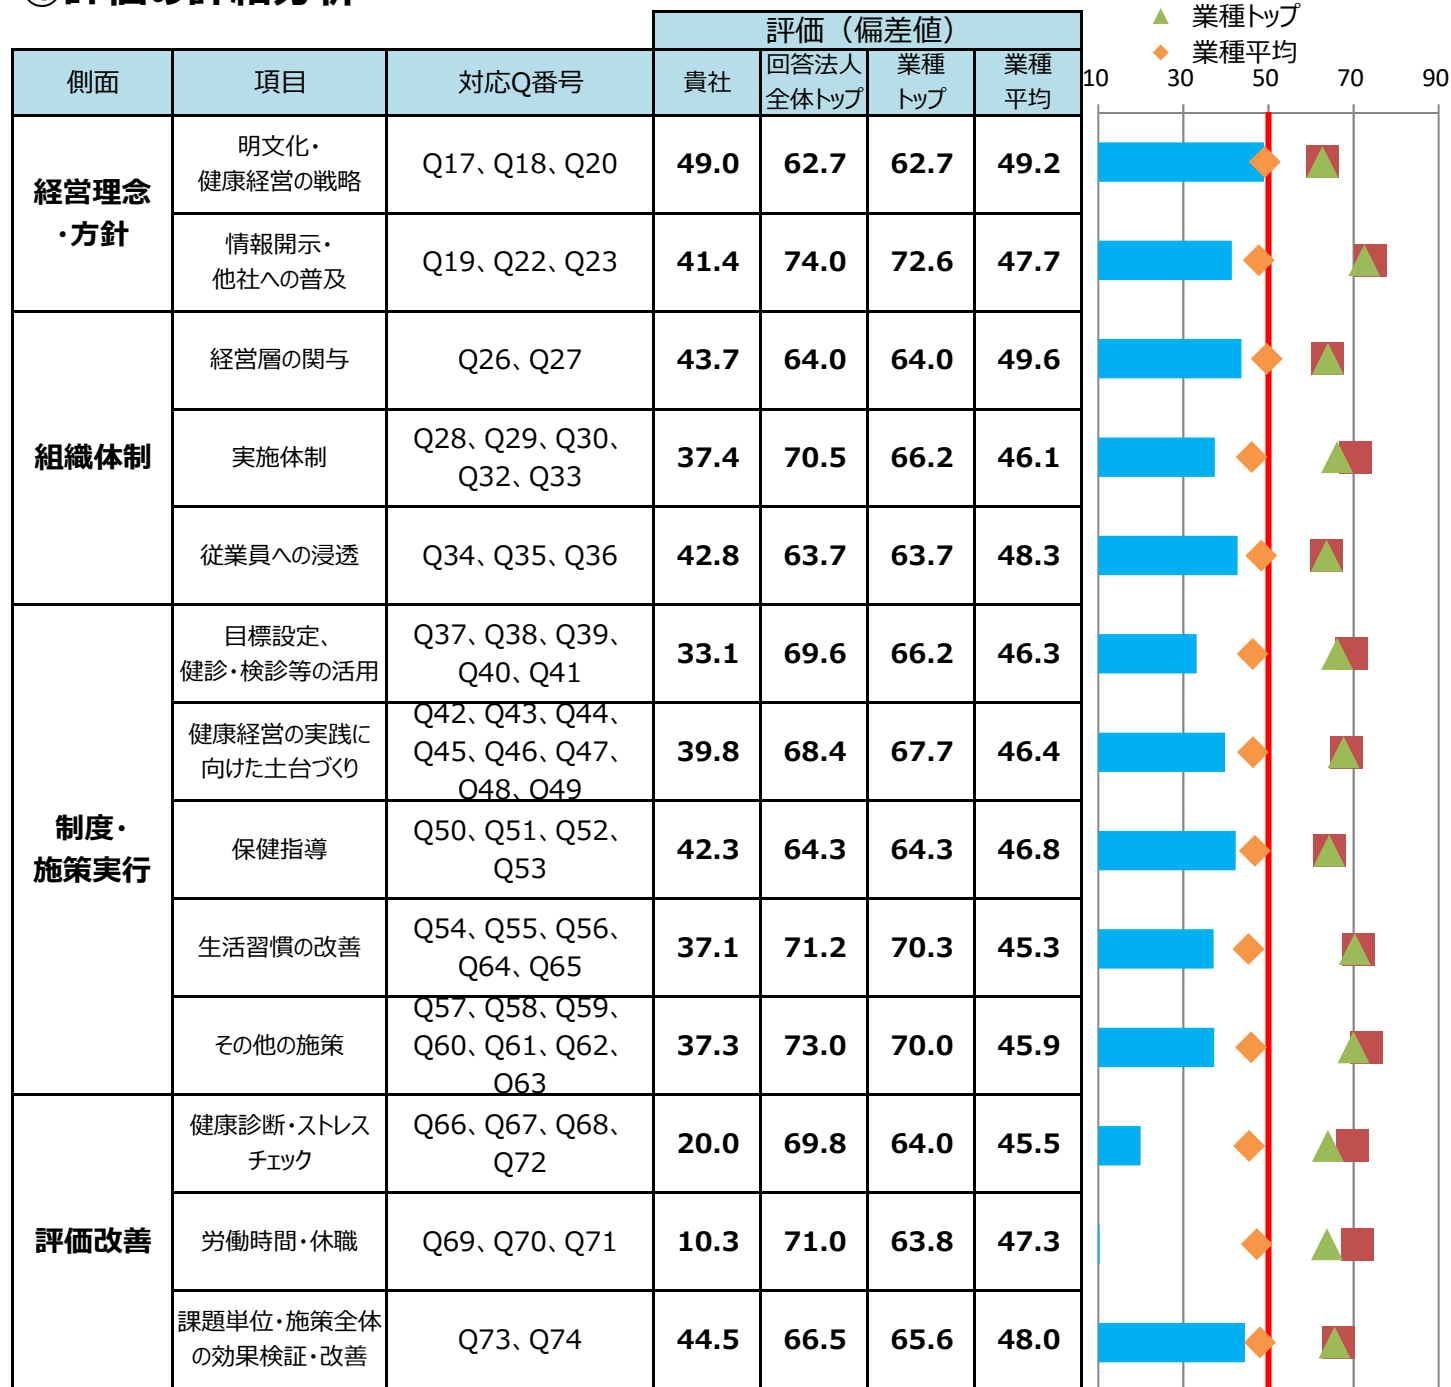 ②評価の詳細分析
業種トップ
業種平均
評価（偏差値）
側面 項目 対応Q番号 貴社 回答法人全体トップ 業種トップ 業種平均
10 30 50 70 90
経営理念・方針
明文化・
健康経営の戦略
Q17、Q18、Q20
49.0 62.7 62.7 49.2
情報開示・
他社への普及
Q19、Q22、Q23
41.4 74.0 72.6 47.7
組織体制
経営層の関与
Q26、Q27
43.7 64.0 64.0 49.6
実施体制
Q28、Q29、Q30、
Q32、Q33
37.4 70.5 66.2 46.1
従業員への浸透
Q34、Q35、Q36
42.8 63.7 63.7 48.3
制度・
施策実行
目標設定、
健診・検診等の活用
Q37、Q38、Q39、
Q40、Q41
33.1 69.6 66.2 46.3
健康経営の実践に
向けた土台づくり
Q42、Q43、Q44、
Q45、Q46、Q47、
Q48、Q49
39.8 68.4 67.7 46.4
保健指導
Q50、Q51、Q52、
Q53
42.3 64.3 64.3 46.8
生活習慣の改善
Q54、Q55、Q56、
Q64、Q65
37.1 71.2 70.3 45.3
その他の施策
Q57、Q58、Q59、
Q60、Q61、Q62、
Q63
37.3 73.0 70.0 45.9
評価改善
健康診断・ストレス
チェック
Q66、Q67、Q68、
Q72
20.0 69.8 64.0 45.5
労働時間・休職
Q69、Q70、Q71
10.3 71.0 63.8 47.3
課題単位・施策全体
の効果検証・改善
Q73、Q74
44.5 66.5 65.6 48.0